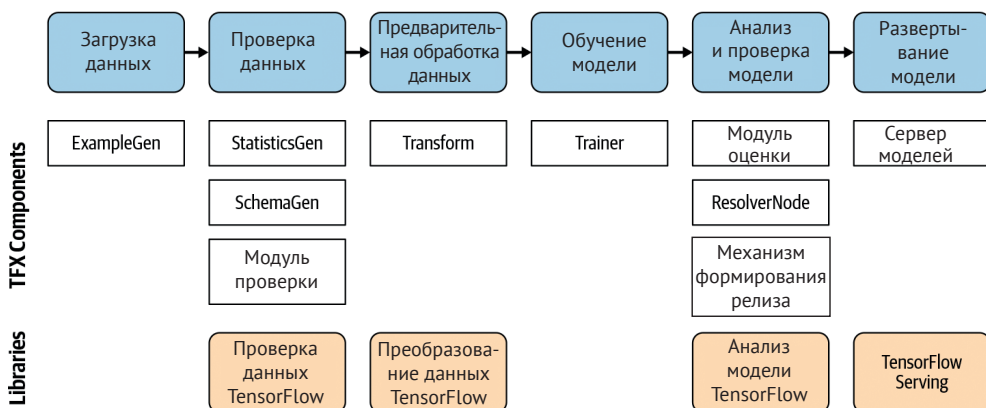 Загрузка
данных
Проверка
данных
Предваритель-
ная обработка
данных
Обучение
модели
Анализ
и проверка
модели
Разверты-
вание
модели
TFX Components
ExampleGen
StatisticsGen
Transform
Trainer
Модуль
оценки
Сервер
моделей
SchemaGen
ResolverNode
Модуль
проверки
Механизм
формирования
релиза
Libraries
Проверка
данных
TensorFlow
Преобразова-
ние данных
TensorFlow
Анализ
модели
TensorFlow
TensorFlow
Serving